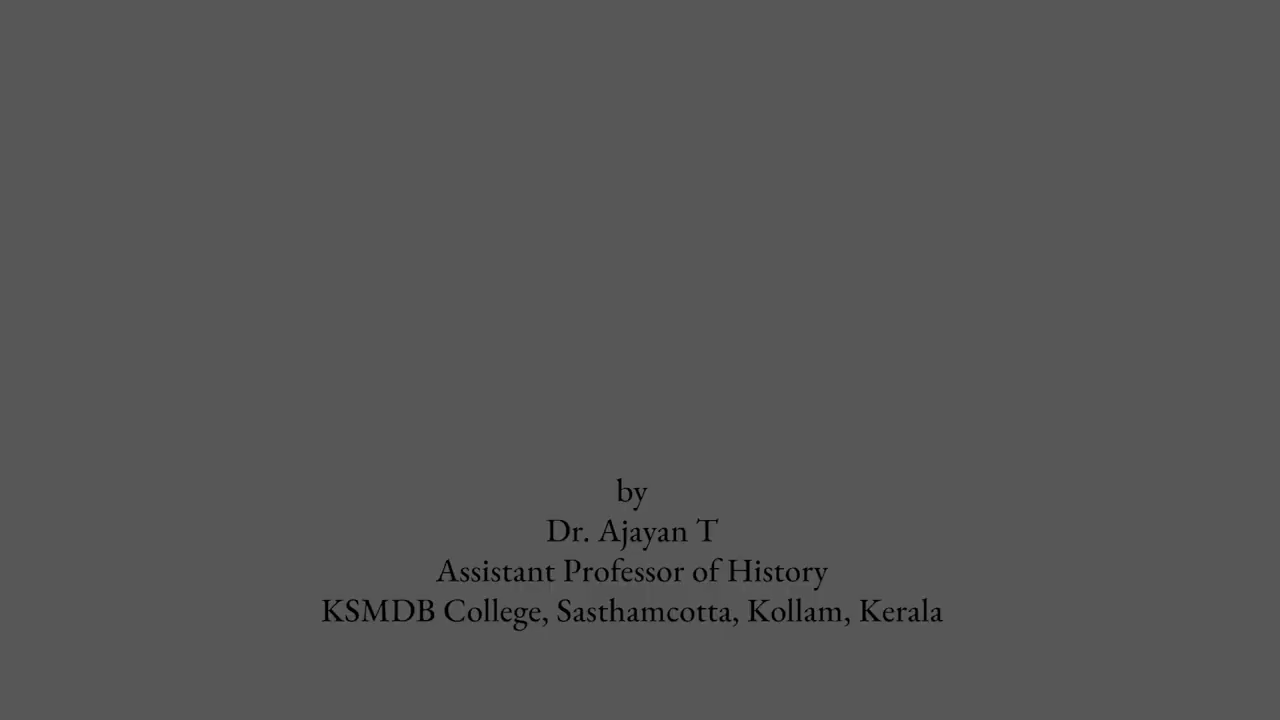 by
Dr. Ajayan T
Assistant Professor of History
KSMDB College, Sasthamcotta, Kollam, Kerala